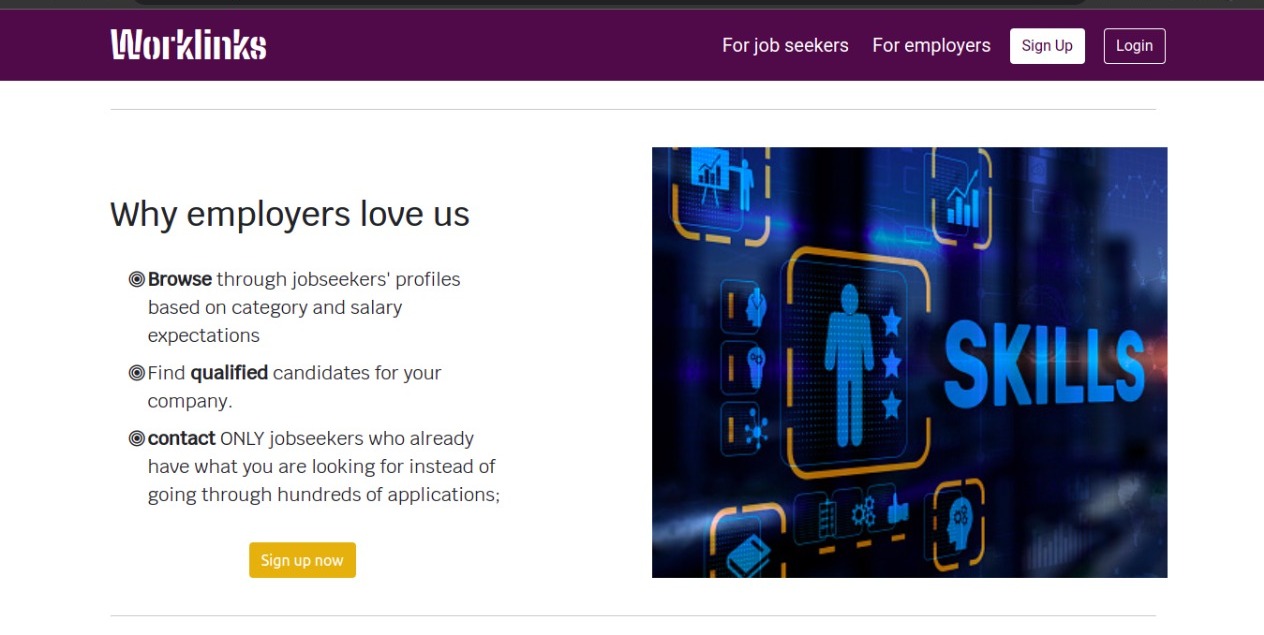 Worklinks
For job seekers For employers Sign Up Login
Why employers love us
Browse through jobseekers' profiles
based on category and salary
expectations
Find qualified candidates for your
company.
contact ONLY jobseekers who already
have what you are looking for instead of
going through hundreds of applications;
Sign up now
SKILLS